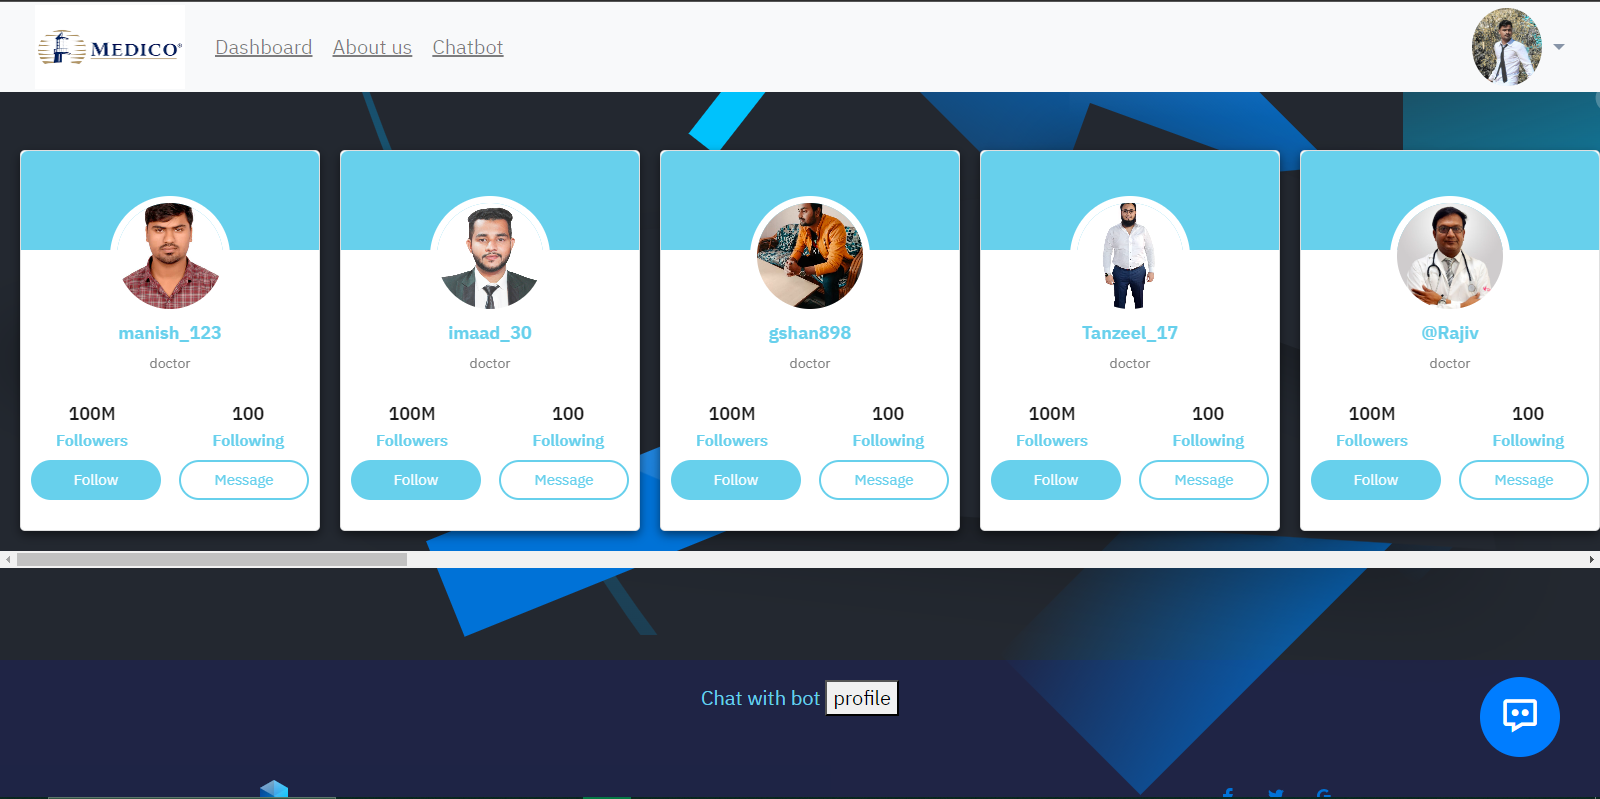 MEDICO®
Dashboard About us Chatbot
manish_123 imaad_30 gshan898 Tanzeel_17 @Rajiv
doctor doctor doctor doctor doctor
100M 100 100M 100 100M 100 100M 100 100M 100
Followers Following Followers Following Followers Following Followers Following Followers Following
Follow Message Follow Message Follow Message Follow Message Follow Message
Chat with bot profile